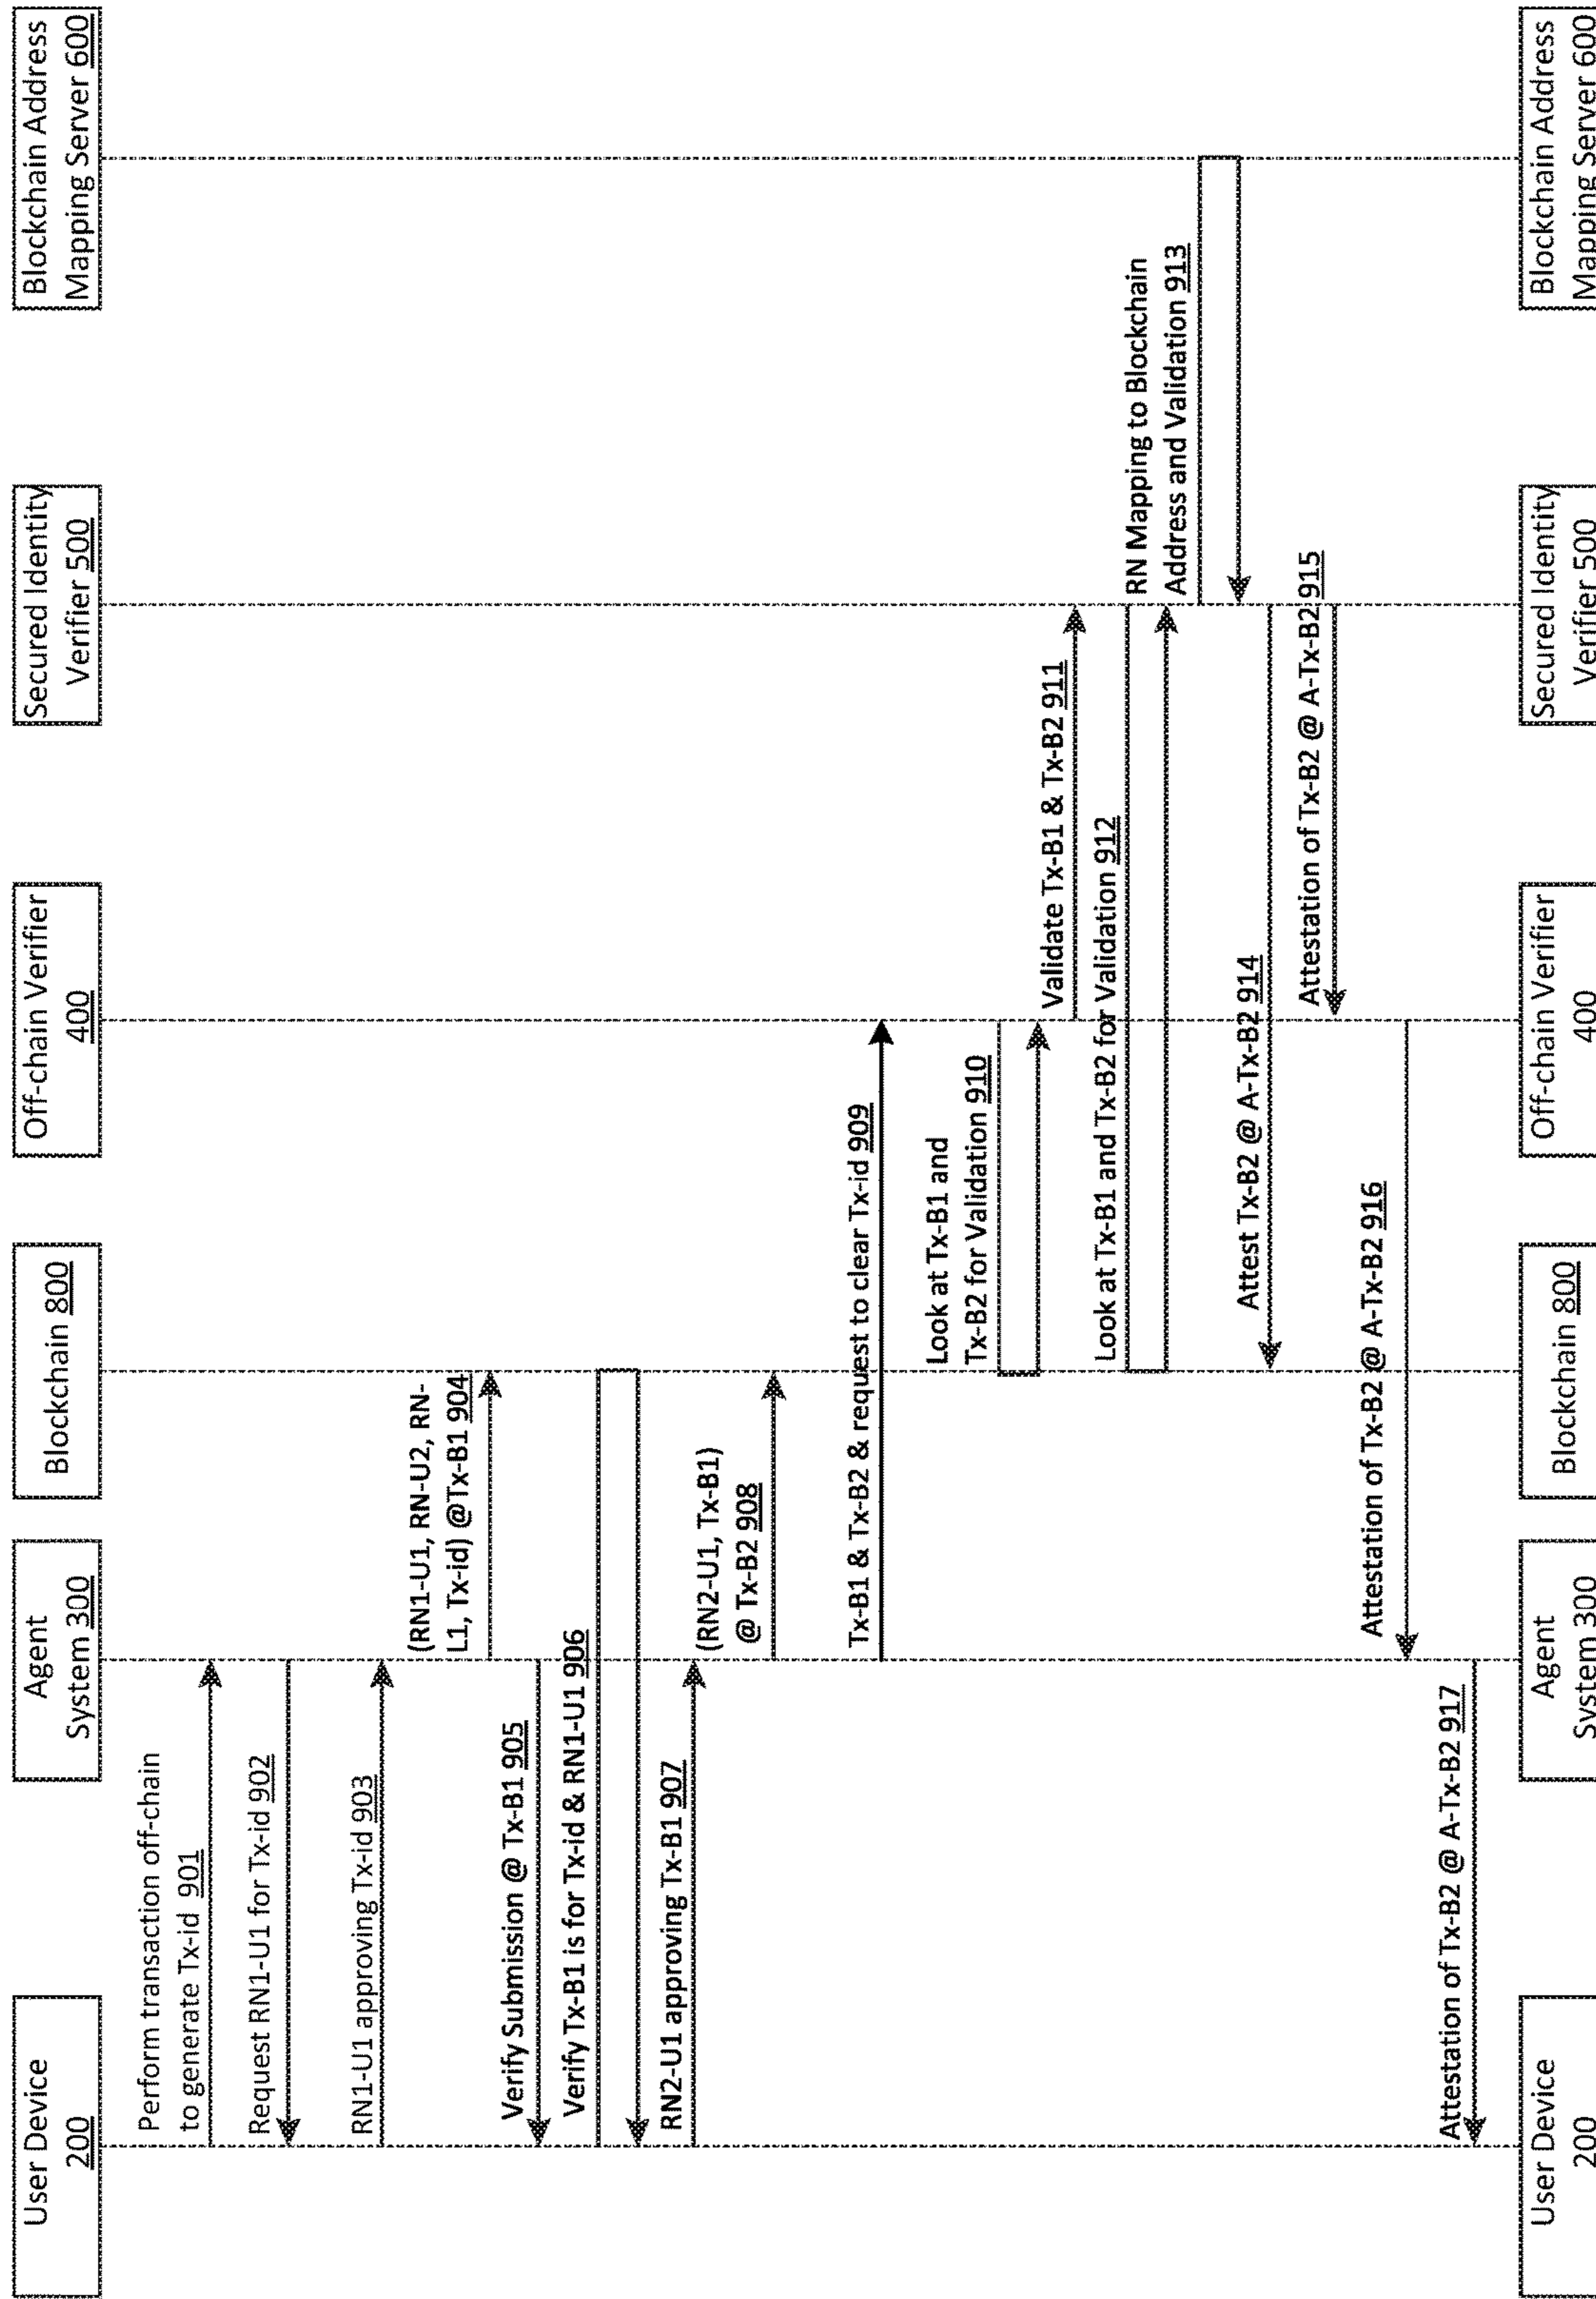 User Device
200
Agent
System 300
Blockchain 800
Off-chain Verifier
400
Secured Identity
Verifier 500
Blockchain Address
Mapping Server 600
Perform transaction off-chain
to generate Tx-id 901
Request RN1-U1 for Tx-id 902
RN1-U1 approving Tx-id 903
(RN1-U1, RN-U2, RN-
L1, Tx-id) @Tx-B1 904
Verify Submission @ Tx-B1 905
Verify Tx-B1 is for Tx-id & RN1-U1 906
RN2-U1 approving Tx-B1 907
(RN2-U1, Tx-B1)
@ Tx-B2 908
Tx-B1 & Tx-B2 & request to clear Tx-id 909
Look at Tx-B1 and
Tx-B2 for Validation 910
Validate Tx-B1 & Tx-B2 911
Look at Tx-B1 and Tx-B2 for Validation 912
RN Mapping to Blockchain
Address and Validation 913
Attest Tx-B2 @ A-Tx-B2 914
Attestation of Tx-B2 @ A-Tx-B2 915
Attestation of Tx-B2 @ A-Tx-B2 916
Attestation of Tx-B2 @ A-Tx-B2 917
User Device
200
Agent
System 300
Blockchain 800
Off-chain Verifier
400
Secured Identity
Verifier 500
Blockchain Address
Mapping Server 600